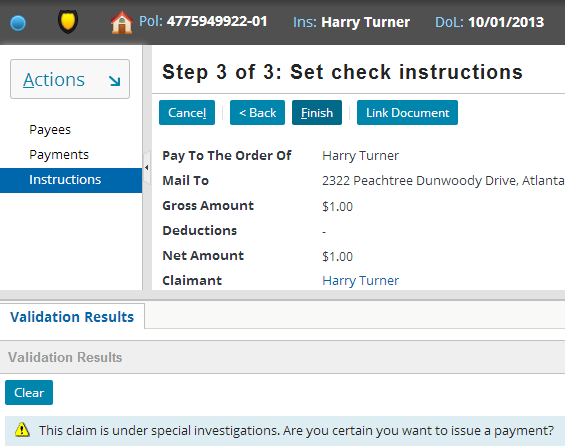 Pol: 4775949922-01 Ins: Harry Turner DoL: 10/01/2013
Actions
Payees
Payments
Instructions
Step 3 of 3: Set check instructions
Cancel < Back Finish Link Document
Pay To The Order Of Harry Turner
Mail To 2322 Peachtree Dunwoody Drive, Atlanta
Gross Amount $1.00
Deductions -
Net Amount $1.00
Claimant Harry Turner
Validation Results
Validation Results
Clear
This claim is under special investigations. Are you certain you want to issue a payment?